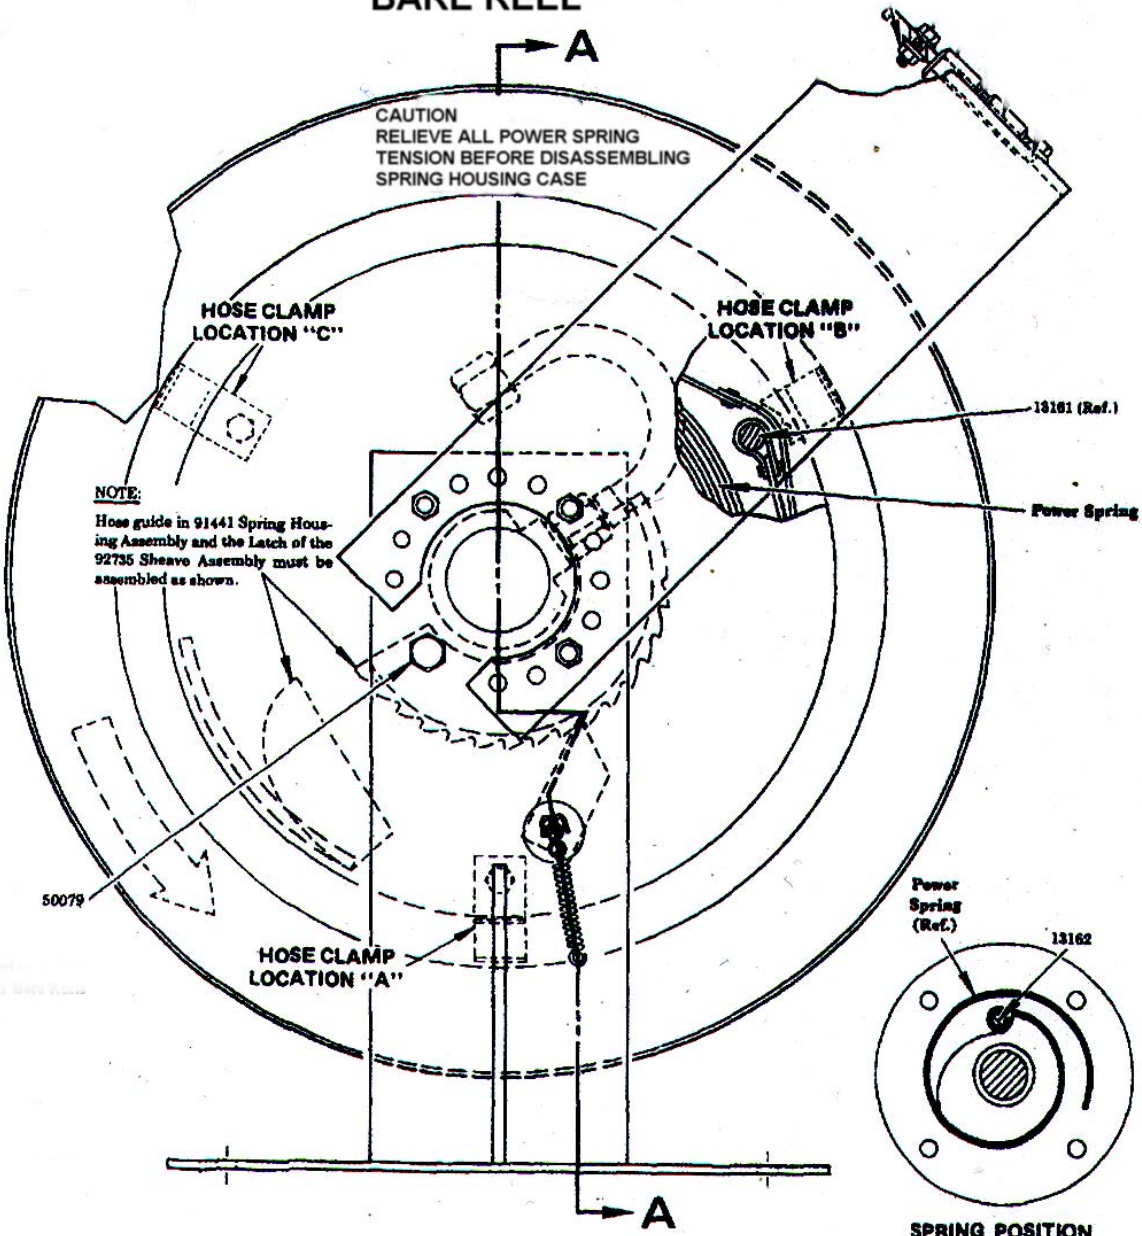 BARE REEL
A
CAUTION
RELIEVE ALL POWER SPRING
TENSION BEFORE DISASSEMBLING
SPRING HOUSING CASE
HOSE CLAMP
LOCATION "C"
HOSE CLAMP
LOCATION "B"
13161 (Ref.)
NOTE:
Hose guide in 91441 Spring Hous-
ing Assembly and the Latch of the
92735 Sheave Assembly must be
assembled as shown.
Power Spring
50079
HOSE CLAMP
LOCATION "A"
Power
Spring
(Ref.)
13162
A
SPRING POSITION